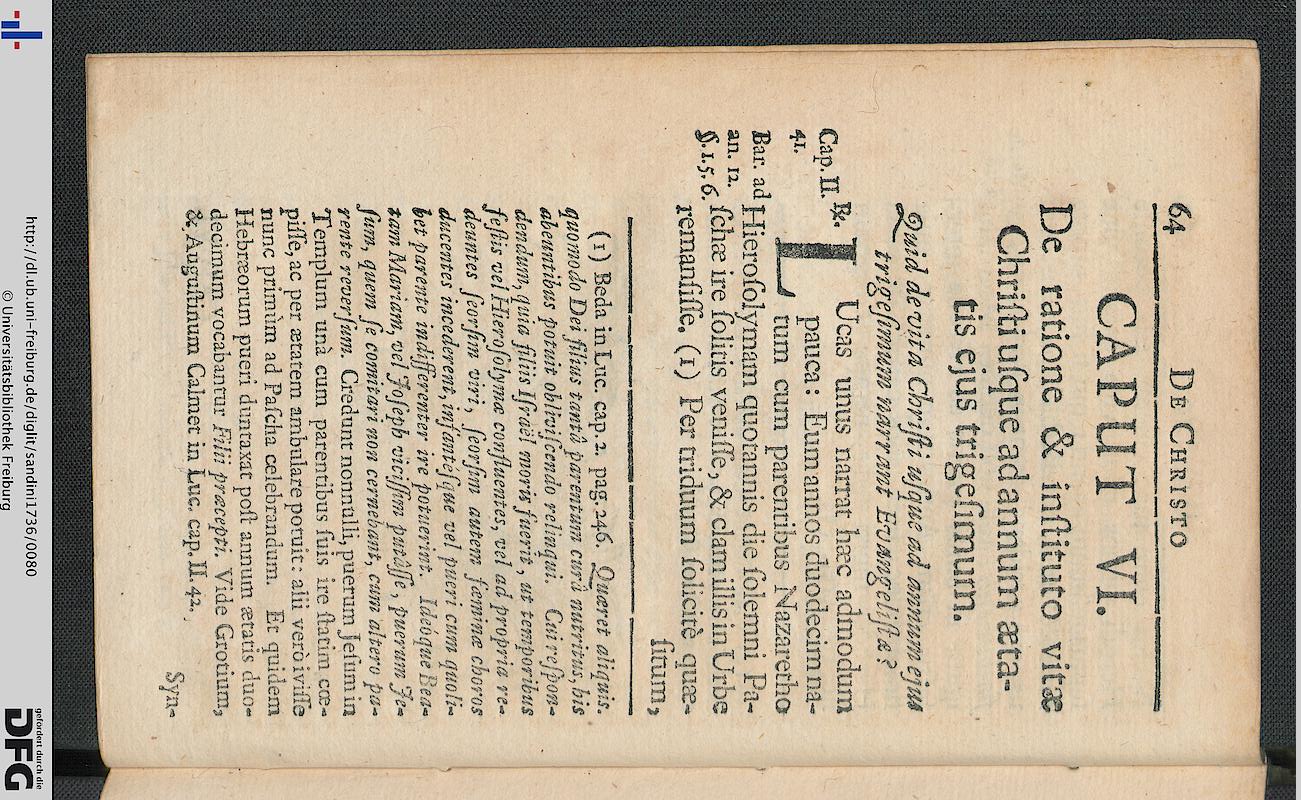 64 DE CHRISTO
CAPUT VI.
De ratione & inſtituto vitæ
Chriſti uſque ad annum æta-
tis ejus trigeſimum.
Quid de vita Chriſti uſque ad annum ejus
trigeſimum narrant Evangeliſtæ?
Cap. II.
41.
Bar. ad
an. 12.
§. 1. 5. 6.
℞. LUcas unus narrat hæc admodum
pauca: Eum annos duodecim na-
tum cum parentibus Nazaretho
Hieroſolymam quotannis die ſolemni Pa-
ſchæ ire ſolitis veniſſe, & clam illis in Urbe
remanſiſſe. (1) Per triduum ſolicitè quæ-
ſitum,
(1) Beda in Luc. cap. 2. pag. 246. Quæret aliquis.
quomodo Dei filius tantâ parentum curâ nutritus, his
abeuntibus potuit obliviſcendo relinqui. Cui reſpon-
dendum, quia filiis Iſraël moris fuerit, ut temporibus
feſtis vel Hieroſolymæ confluentes, vel ad propria re-
deuntes ſeorſim viri, ſeorſim autem fæminæ choros
ducentes incederent, infanteſque vel pueri cum quoli-
bet parente indifferenter ire potuerint. Ideóque Bea-
tam Mariam, vel Joſeph viciſſim putâſſe, puerum Je-
ſum, quem ſe comitari non cernebant, cum altero pa-
rente reverſum. Credunt nonnulli, puerum Jeſum in
Templum unà cum parentibus ſuis ire ſtatim cœ-
piſſe, ac per ætatem ambulare potuit: alii verò iviſſe
nunc primùm ad Paſcha celebrandum. Et quidem
Hebræorum pueri duntaxat poſt annum ætatis duo-
decimum vocabantur Filii præcepti. Vide Grotium,
& Auguſtinum Calmet in Luc. cap. II. 42.
Syn-
http://dl.ub.uni-freiburg.de/diglit/sandini1736/0080
© Universitätsbibliothek Freiburg
gefördert durch die
DFG